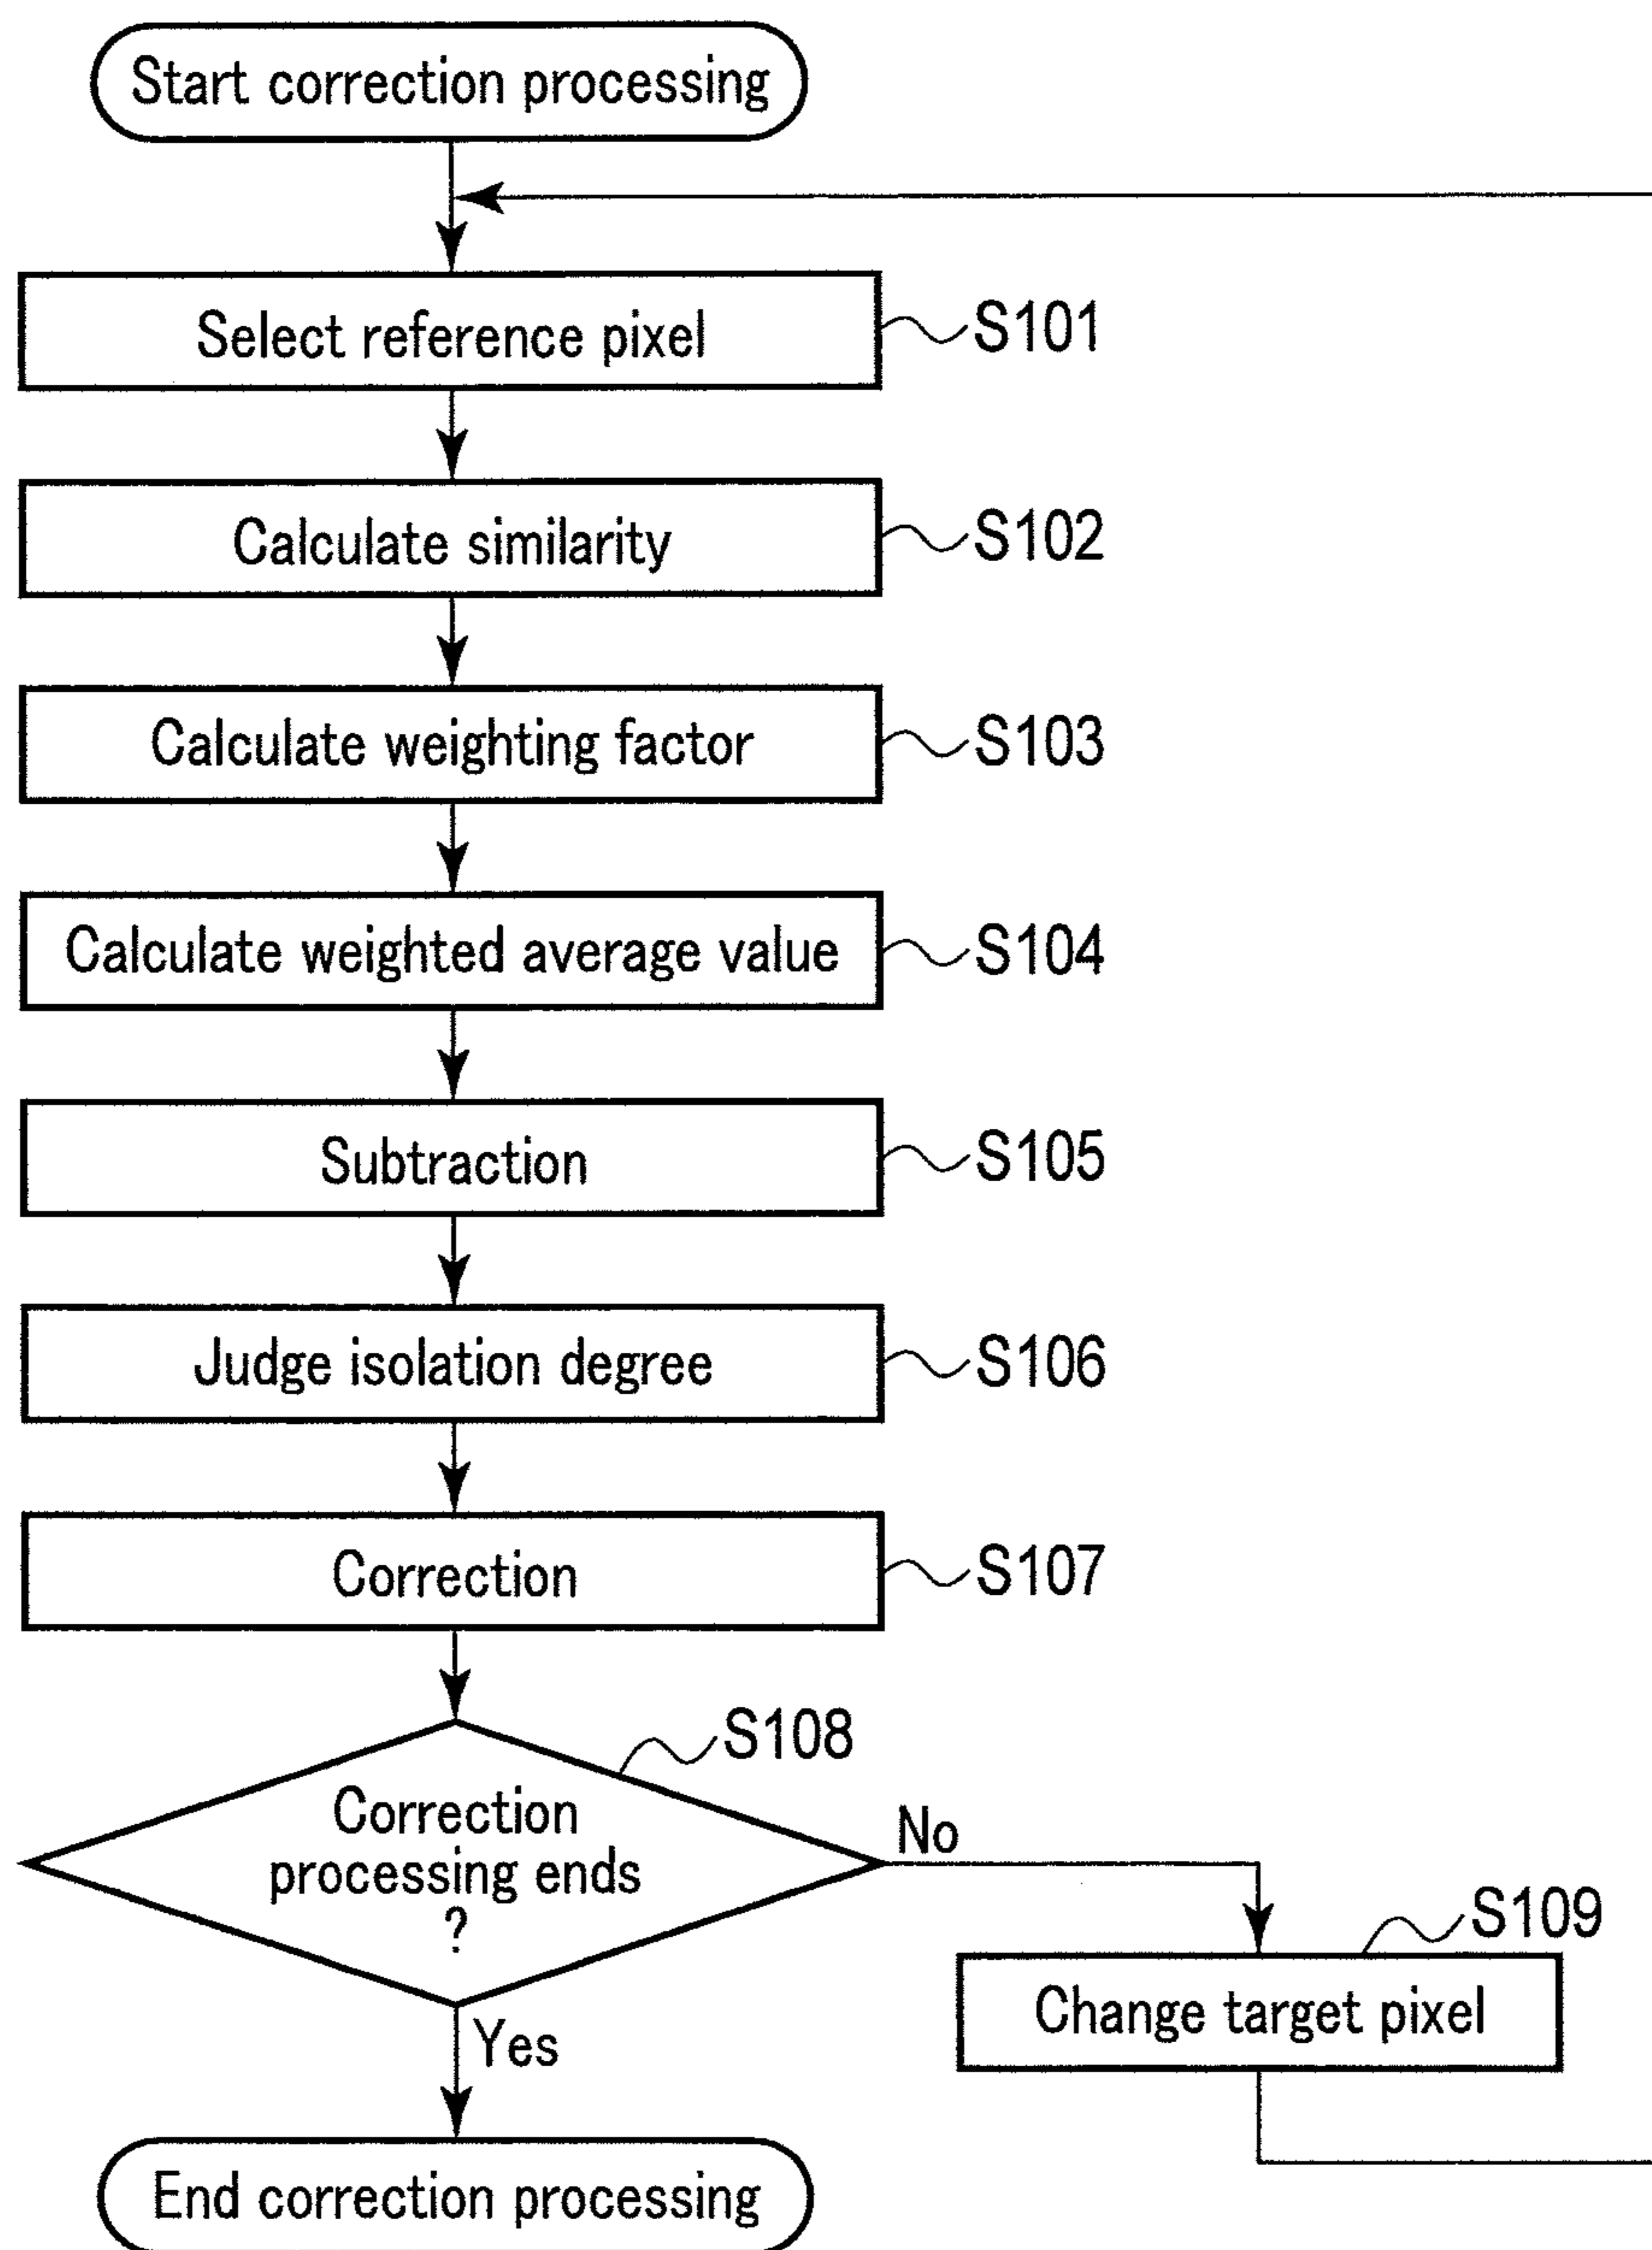 Start correction processing
Select reference pixel
S101
Calculate similarity
S102
Calculate weighting factor
S103
Calculate weighted average value
S104
Subtraction
S105
Judge isolation degree
S106
Correction
S107
S108
Correction
processing ends
?
No
S109
Change target pixel
Yes
End correction processing